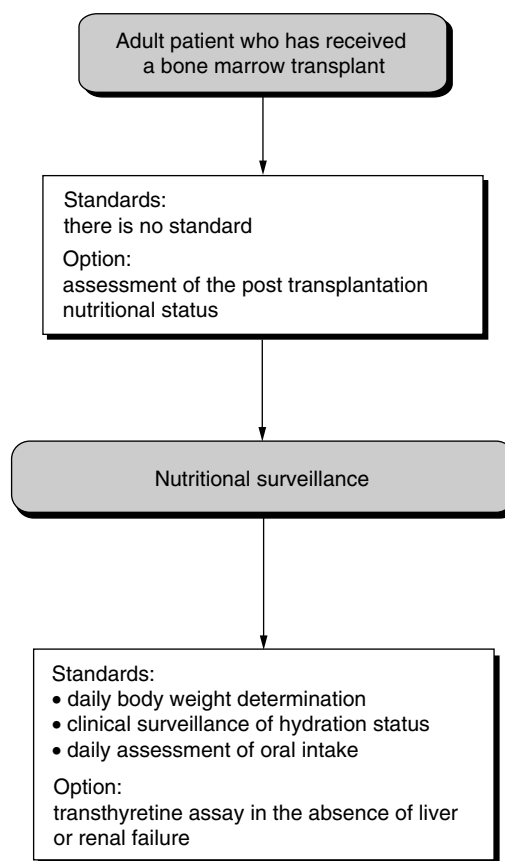 Adult patient who has received
a bone marrow transplant
Standards:
there is no standard
Option:
assessment of the post transplantation
nutritional status
Nutritional surveillance
Standards:
• daily body weight determination
• clinical surveillance of hydration status
• daily assessment of oral intake
Option:
transthyretine assay in the absence of liver
or renal failure